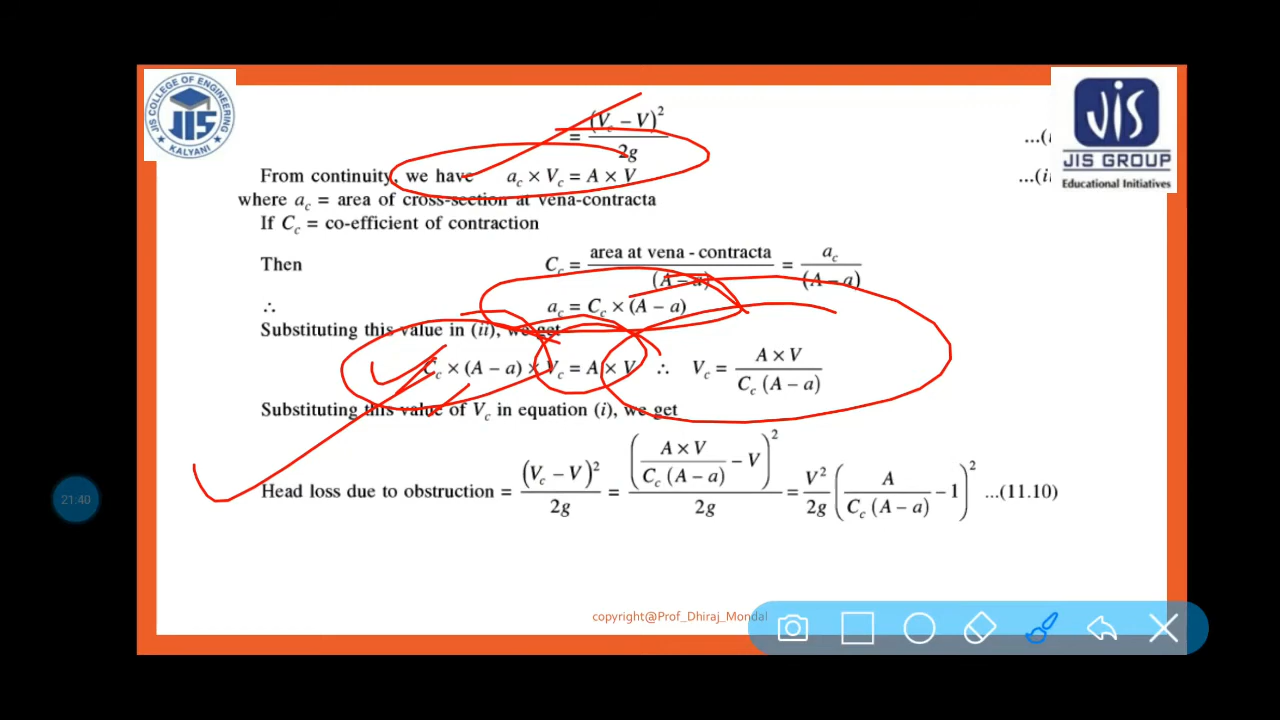 JIS COLLEGE OF ENGINEERING
JIS
KALYANI
JIS
JIS GROUP
Educational Initiatives
= (V_c – V)² / 2g
From continuity, we have a_c × V_c = A × V
where a_c = area of cross-section at vena-contracta
If C_c = co-efficient of contraction
Then C_c = area at vena - contracta / (A – a) = a_c / (A – a)
∴ a_c = C_c × (A – a)
Substituting this value in (ii), we get
C_c × (A – a) × V_c = A × V ∴ V_c = A × V / C_c (A – a)
Substituting this value of V_c in equation (i), we get
Head loss due to obstruction = (V_c – V)² / 2g = (A × V / C_c (A – a) – V)² / 2g = V² / 2g (A / C_c (A – a) – 1)² ...(11.10)
21:40
copyright@Prof_Dhiraj_Mondal